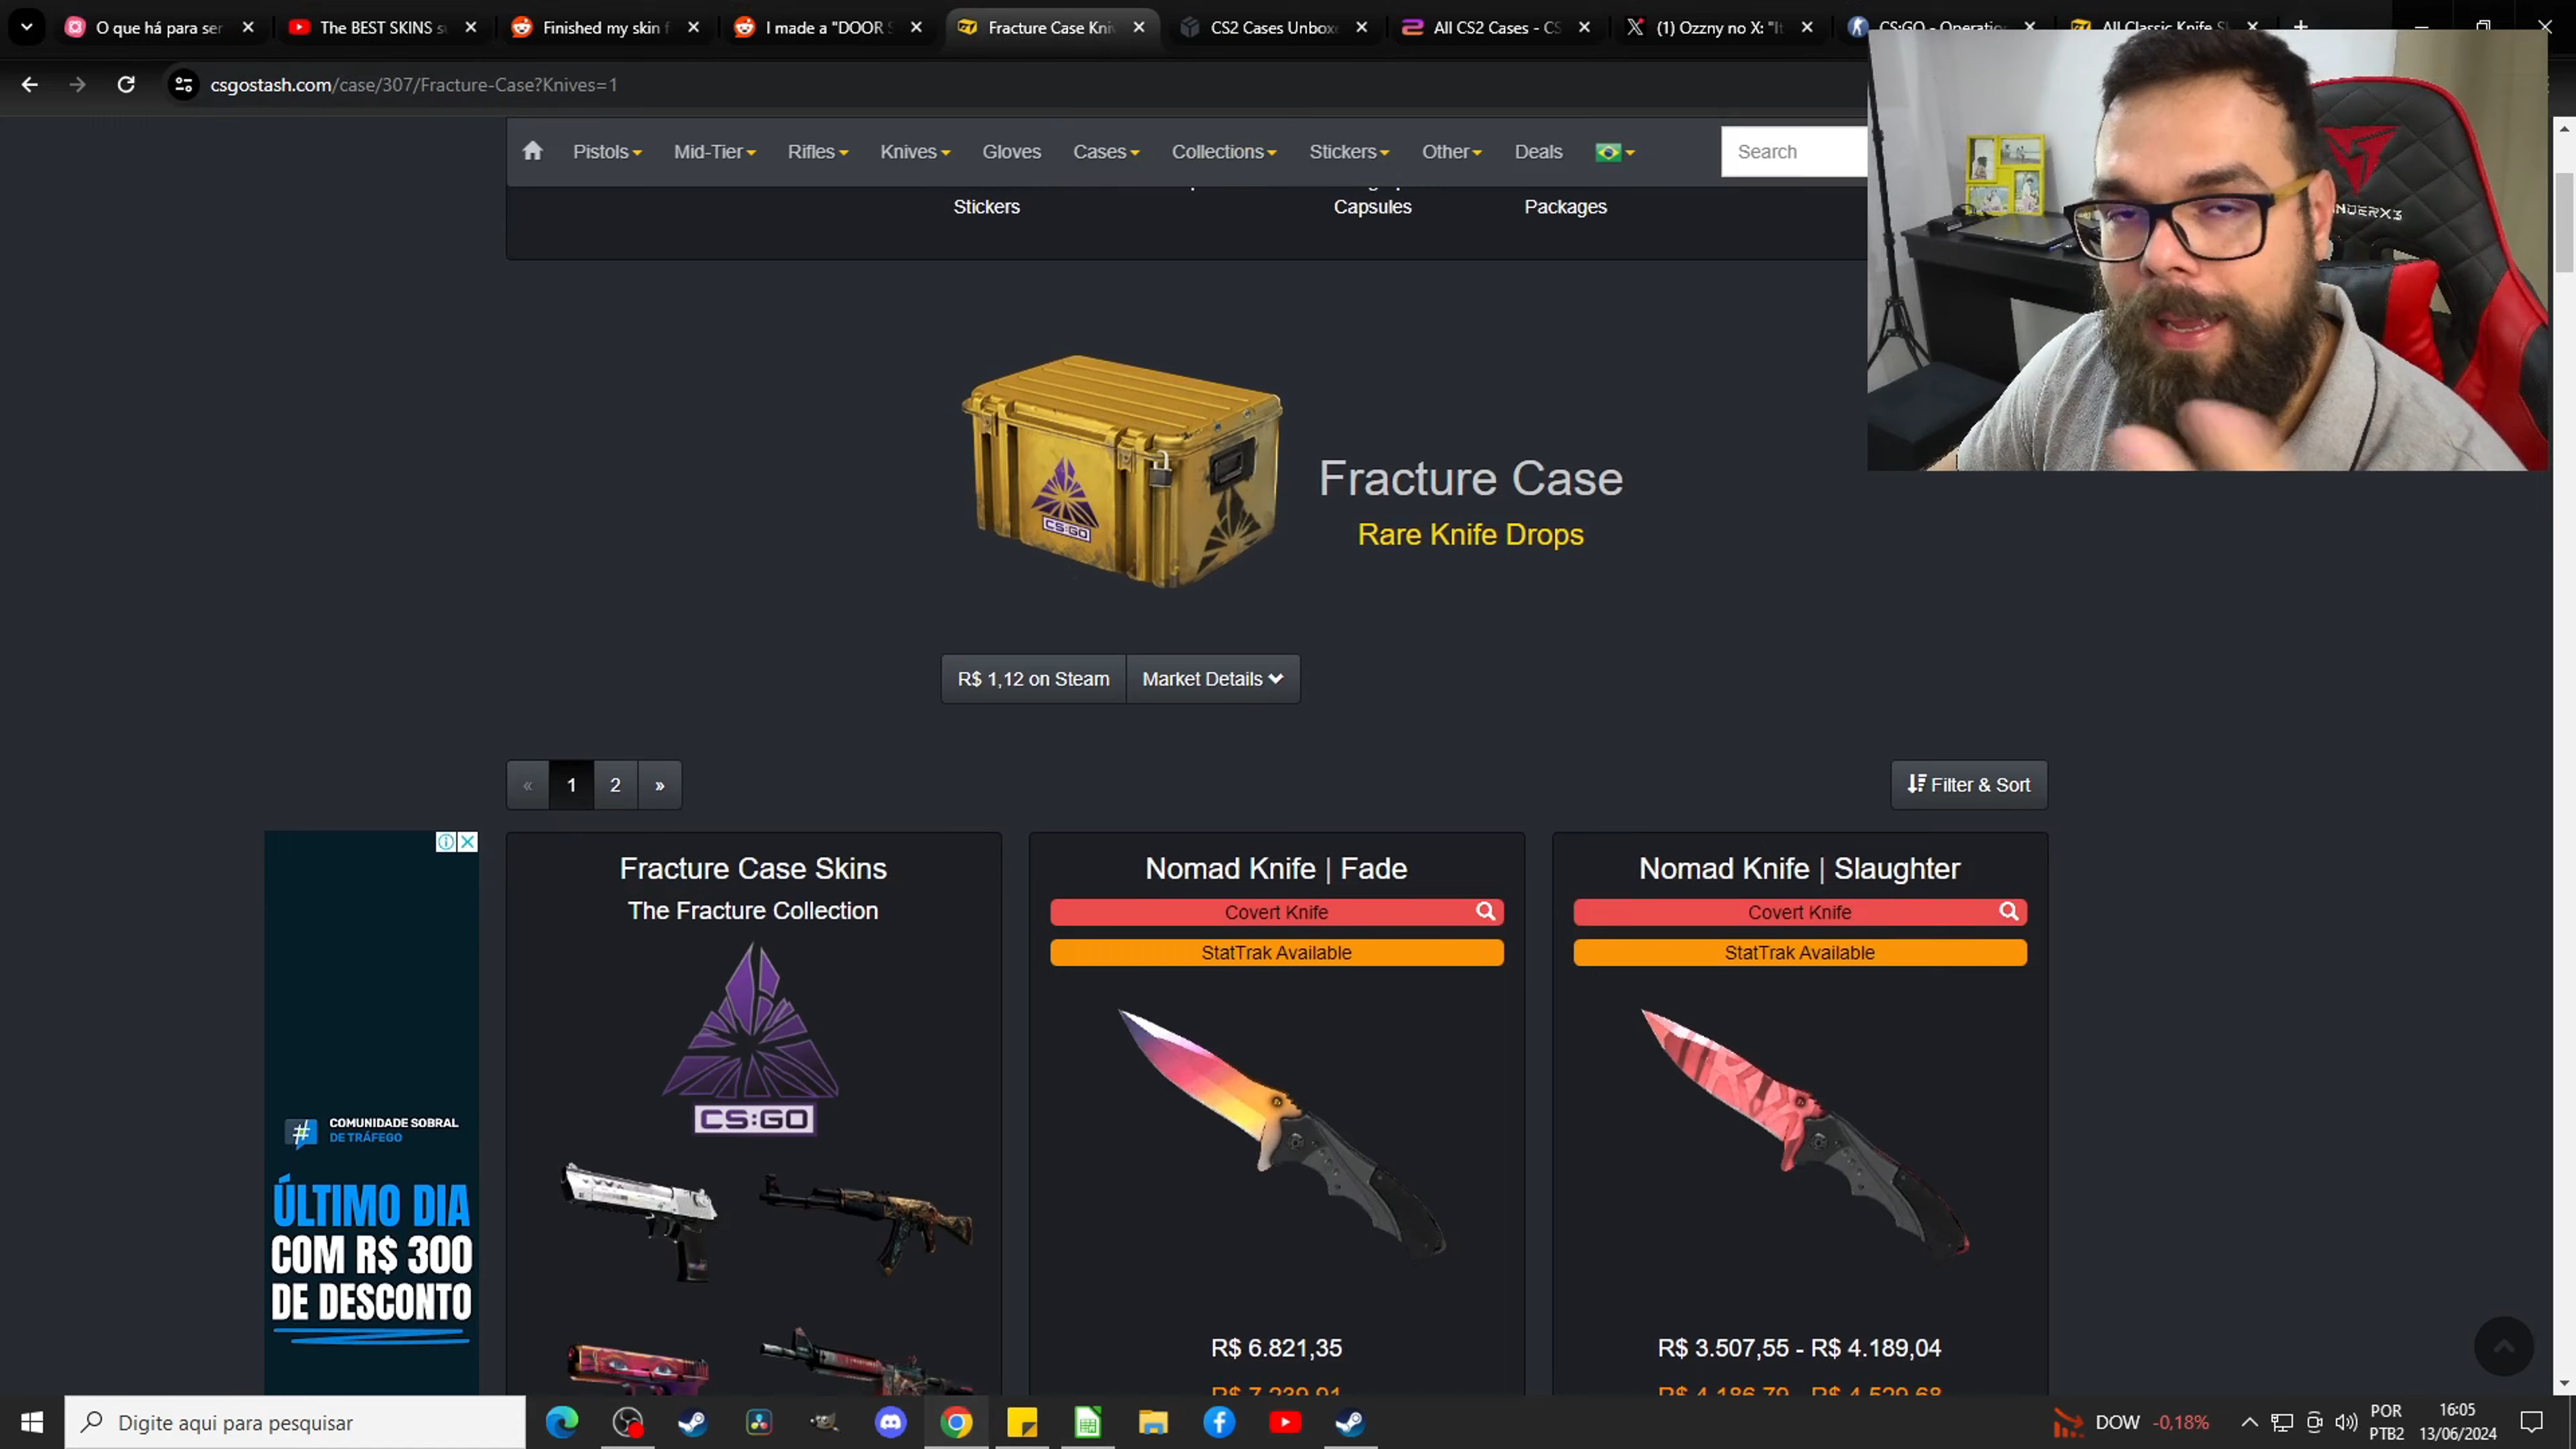 O que há para ser
The BEST SKINS
Finished my skin f
I made a "DOOR S
Fracture Case Kni
CS2 Cases Unbox
All CS2 Cases - CS
(1) Ozzny no X: "It
CS:GO - Operatio
All Classic Knife S
csgostash.com/case/307/Fracture-Case?Knives=1
Pistols Mid-Tier Rifles Knives Gloves Cases Collections Stickers Other Deals
Search
Stickers
Capsules
Packages
CS:GO
Fracture Case
Rare Knife Drops
R$ 1,12 on Steam
Market Details
« 1 2 »
Filter & Sort
Fracture Case Skins
The Fracture Collection
CS:GO
Nomad Knife | Fade
Covert Knife
StatTrak Available
R$ 6.821,35
R$ 7.239,91
Nomad Knife | Slaughter
Covert Knife
StatTrak Available
R$ 3.507,55 - R$ 4.189,04
R$ 4.186,79 - R$ 4.529,68
COMUNIDADE SOBRAL
DE TRÁFEGO
ÚLTIMO DIA
COM R$ 300
DE DESCONTO
Digite aqui para pesquisar
DOW -0,18%
POR
PTB2
16:05
13/06/2024